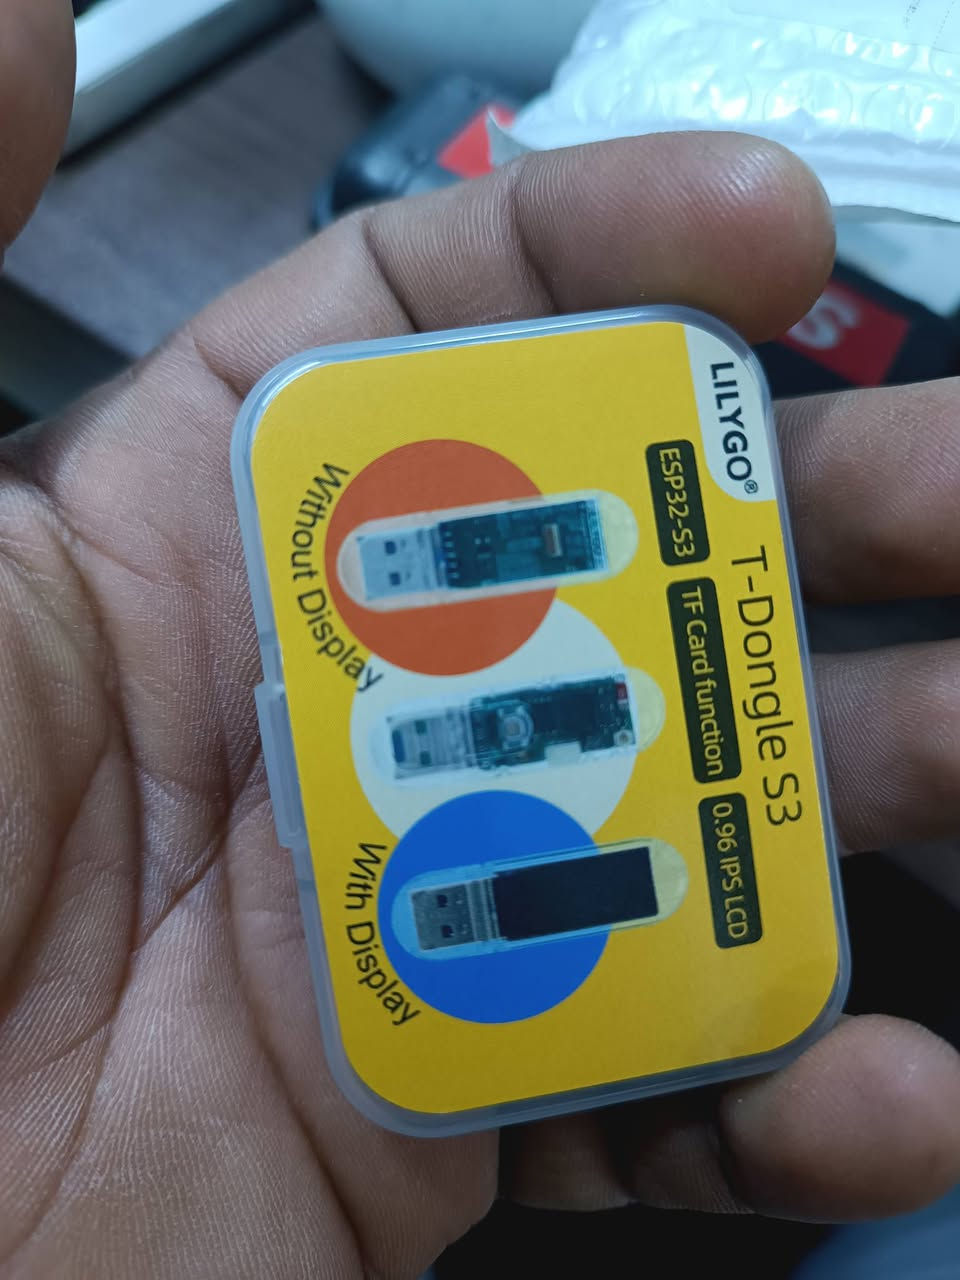 LILYGO®
T-Dongle S3
ESP32-S3
TF Card function
0.96 IPS LCD
Without Display
With Display